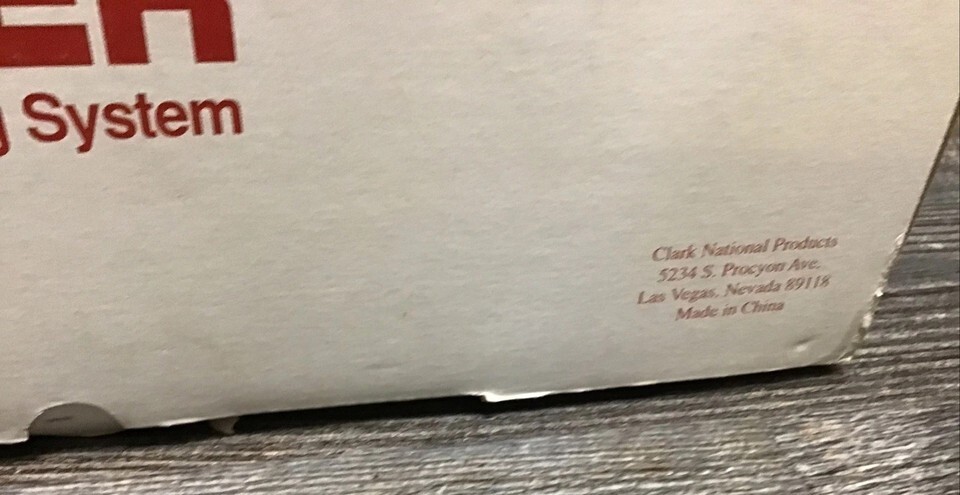 System
Clark National Products
5234 S. Procyon Ave.
Las Vegas, Nevada 89118
Made in China